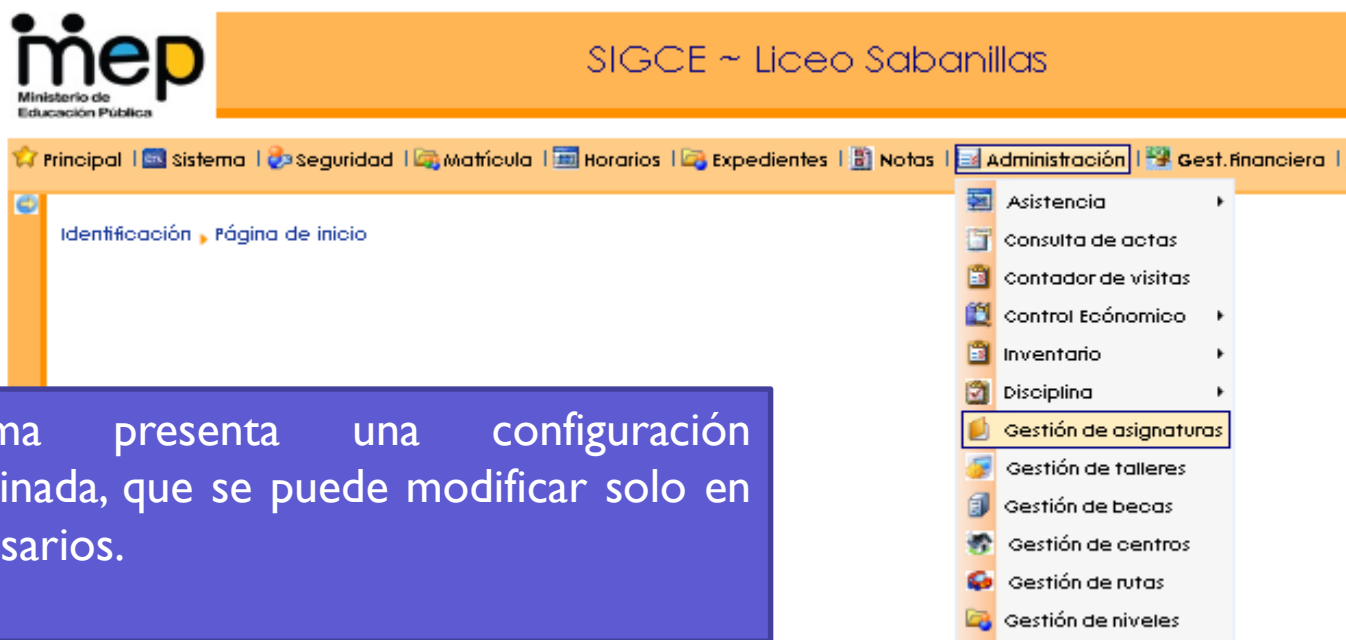 mep
Ministerio de
Educación Pública
SIGCE ~ Liceo Sabanillas
Principal | Sistema | Seguridad | Matrícula | Horarios | Expedientes | Notas | Administración | Gest.Financiera |
Identificación Página de inicio
Asistencia
Consulta de actas
Contador de visitas
Control Ecónomico
Inventario
Disciplina
Gestión de asignaturas
Gestión de talleres
Gestión de becas
Gestión de centros
Gestión de rutas
Gestión de niveles
ma presenta una configuración
inada, que se puede modificar solo en
sarios.